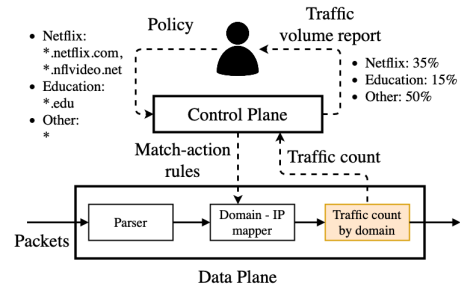 Policy
Traffic
volume report
• Netflix:
*.netflix.com,
*.nflvideo.net
• Education:
*.edu
• Other:
*
• Netflix: 35%
• Education: 15%
• Other: 50%
Control Plane
Match-action
rules
Traffic count
Packets
Parser
Domain - IP
mapper
Traffic count
by domain
Data Plane